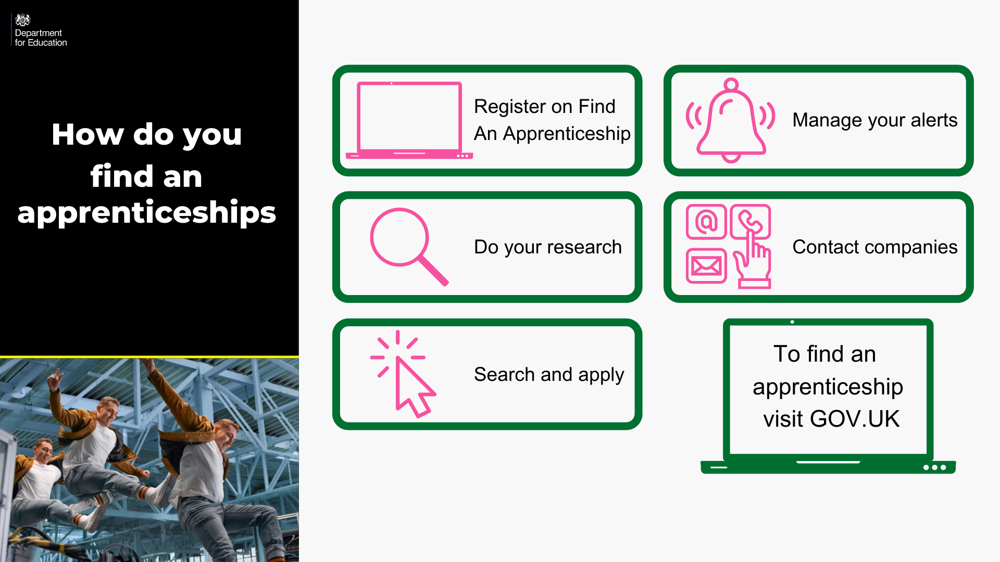 Department
for Education
How do you
find an
apprenticeships
Register on Find
An Apprenticeship
Manage your alerts
Do your research
@
Contact companies
Search and apply
To find an
apprenticeship
visit GOV.UK